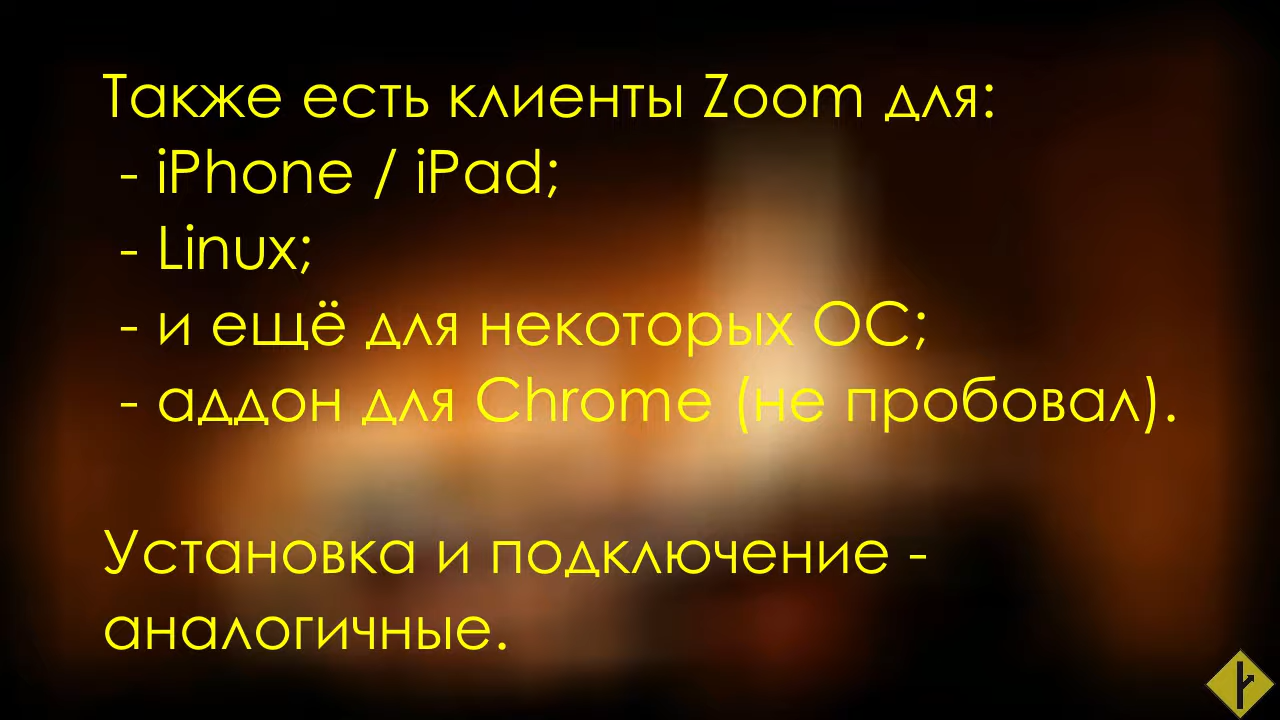 Также есть клиенты Zoom для:
- iPhone / iPad;
- Linux;
- и ещё для некоторых ОС;
- аддон для Chrome (не пробовал).
Установка и подключение -
аналогичные.